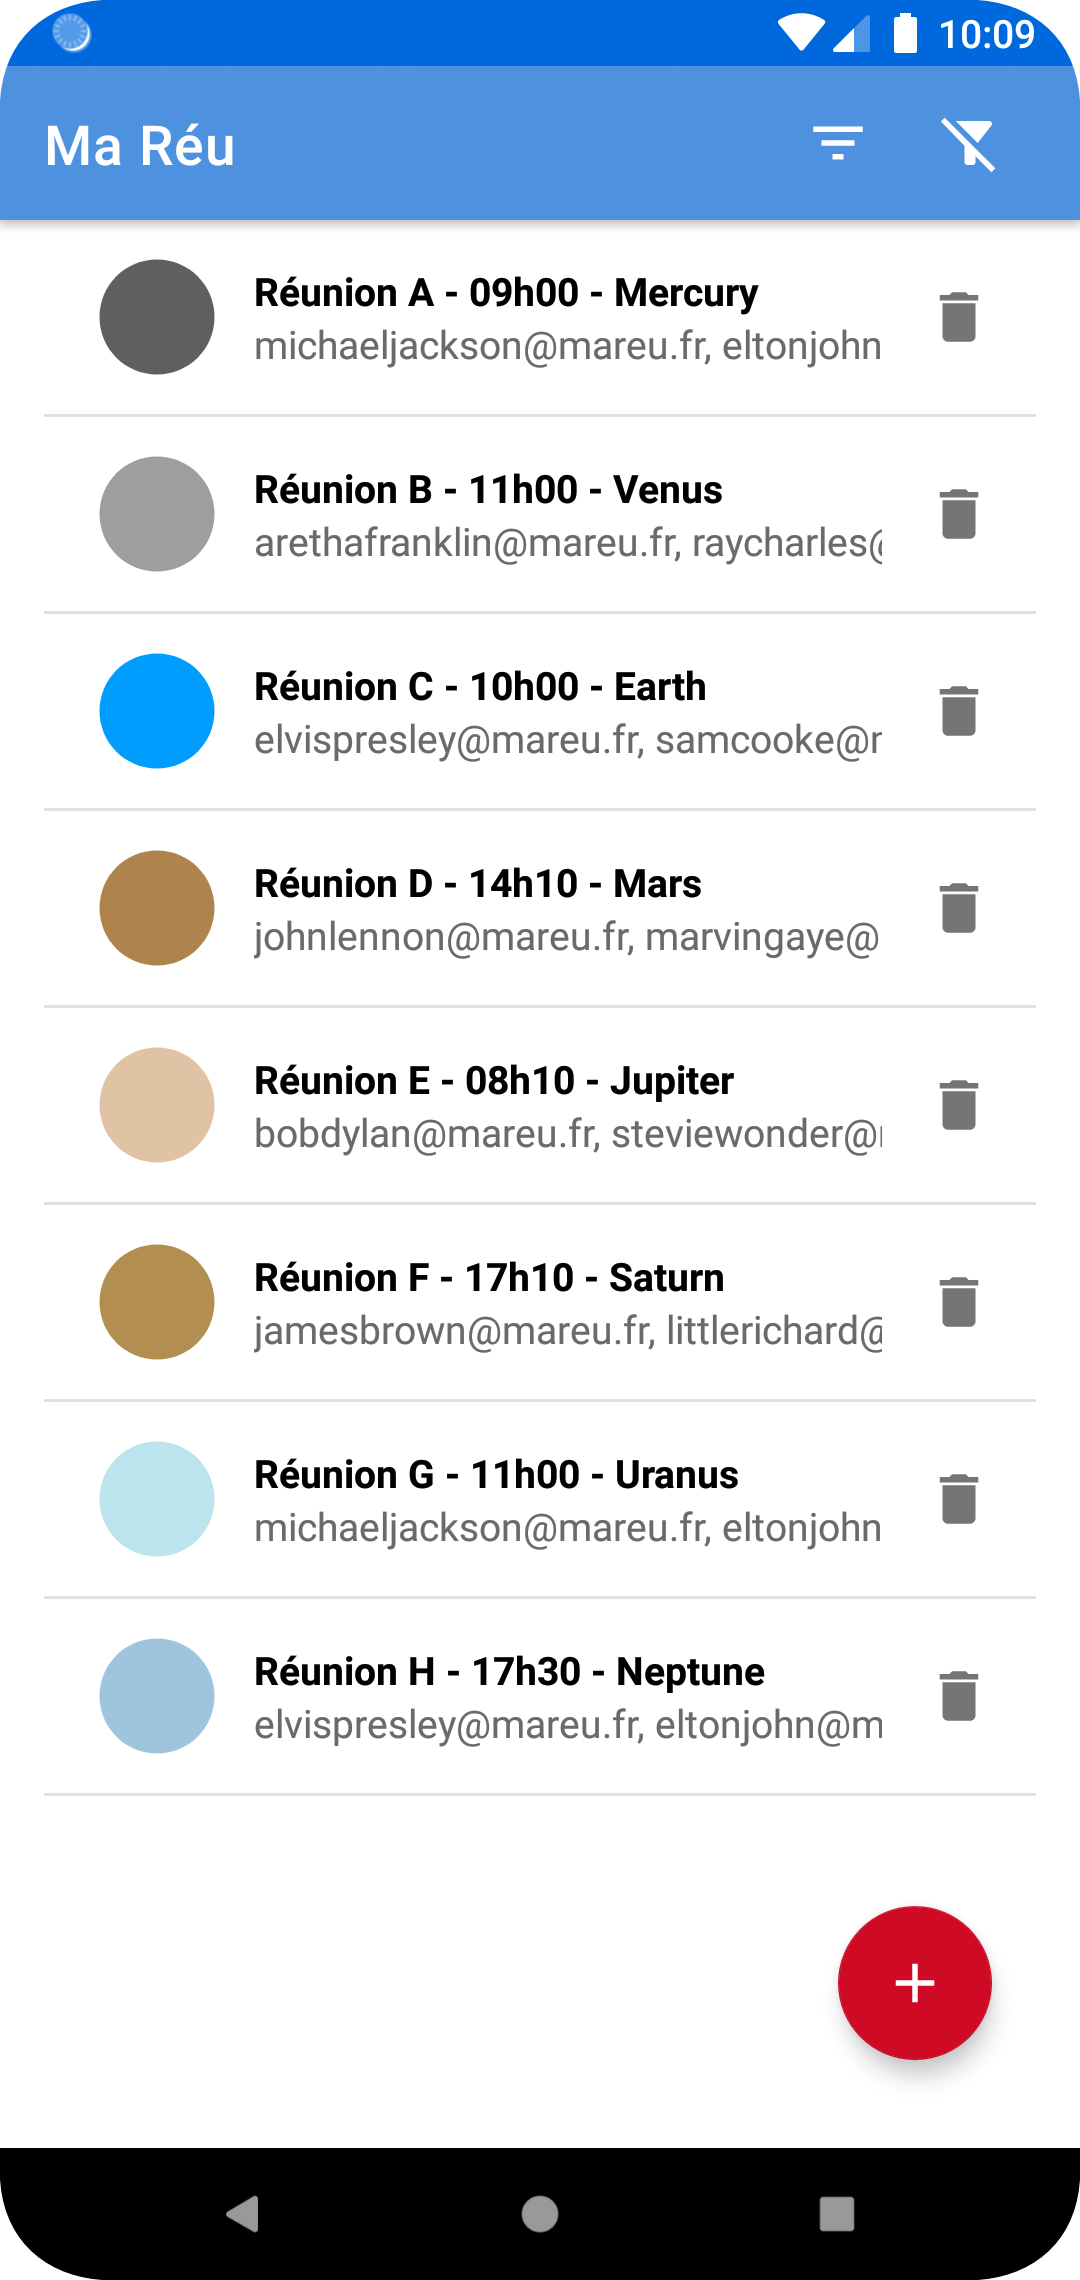 10:09
Ma Réu
Réunion A - 09h00 - Mercury
michaeljackson@mareu.fr, eltonjohn
Réunion B - 11h00 - Venus
arethafranklin@mareu.fr, raycharles@
Réunion C - 10h00 - Earth
elvispresley@mareu.fr, samcooke@
Réunion D - 14h10 - Mars
johnlennon@mareu.fr, marvingaye@
Réunion E - 08h10 - Jupiter
bobdylan@mareu.fr, steviewonder@
Réunion F - 17h10 - Saturn
jamesbrown@mareu.fr, littlerichard@
Réunion G - 11h00 - Uranus
michaeljackson@mareu.fr, eltonjohn
Réunion H - 17h30 - Neptune
elvispresley@mareu.fr, eltonjohn@m